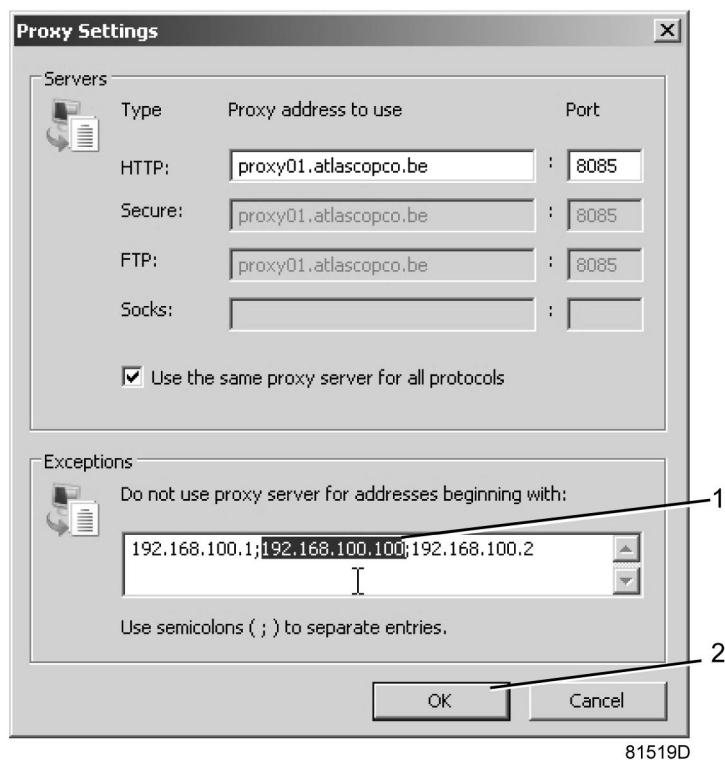 Proxy Settings
Servers
Type Proxy address to use Port
HTTP: proxy01.atlascopco.be : 8085
Secure: proxy01.atlascopco.be : 8085
FTP: proxy01.atlascopco.be : 8085
Socks: :
Use the same proxy server for all protocols
Exceptions
Do not use proxy server for addresses beginning with:
1
192.168.100.1;192.168.100.100;192.168.100.2
Use semicolons ( ; ) to separate entries.
2
OK Cancel
81519D